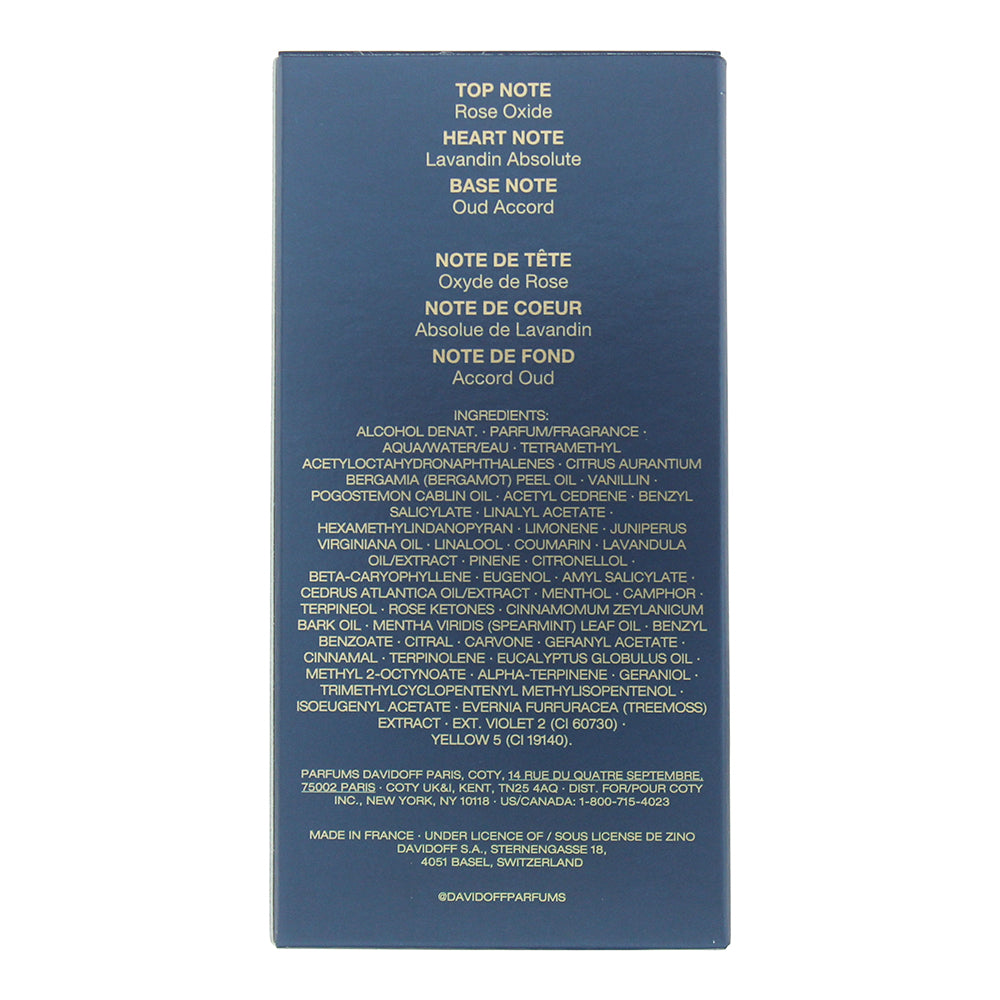 TOP NOTE
Rose Oxide
HEART NOTE
Lavandin Absolute
BASE NOTE
Oud Accord
NOTE DE TÊTE
Oxyde de Rose
NOTE DE COEUR
Absolue de Lavandin
NOTE DE FOND
Accord Oud
INGREDIENTS:
ALCOHOL DENAT. · PARFUM/FRAGRANCE ·
AQUA/WATER/EAU · TETRAMETHYL
ACETYLOCTAHYDRONAPHTHALENES · CITRUS AURANTIUM
BERGAMIA (BERGAMOT) PEEL OIL · VANILLIN ·
POGOSTEMON CABLIN OIL · ACETYL CEDRENE · BENZYL
SALICYLATE · LINALYL ACETATE ·
HEXAMETHYLINDANOPYRAN · LIMONENE · JUNIPERUS
VIRGINIANA OIL · LINALOOL · COUMARIN · LAVANDULA
OIL/EXTRACT · PINENE · CITRONELLOL ·
BETA-CARYOPHYLLENE · EUGENOL · AMYL SALICYLATE ·
CEDRUS ATLANTICA OIL/EXTRACT · MENTHOL · CAMPHOR ·
TERPINEOL · ROSE KETONES · CINNAMOMUM ZEYLANICUM
BARK OIL · MENTHA VIRIDIS (SPEARMINT) LEAF OIL · BENZYL
BENZOATE · CITRAL · CARVONE · GERANYL ACETATE ·
CINNAMAL · TERPINOLENE · EUCALYPTUS GLOBULUS OIL ·
METHYL 2-OCTYNOATE · ALPHA-TERPINENE · GERANIOL ·
TRIMETHYLCYCLOPENTENYL METHYLISOPENTENOL ·
ISOEUGENYL ACETATE · EVERNIA FURFURACEA (TREEMOSS)
EXTRACT · EXT. VIOLET 2 (CI 60730) ·
YELLOW 5 (CI 19140).
PARFUMS DAVIDOFF PARIS, COTY, 14 RUE DU QUATRE SEPTEMBRE,
75002 PARIS · COTY UK&I, KENT, TN25 4AQ · DIST. FOR/POUR COTY
INC., NEW YORK, NY 10118 · US/CANADA: 1-800-715-4023
MADE IN FRANCE · UNDER LICENCE OF / SOUS LICENSE DE ZINO
DAVIDOFF S.A., STERNENGASSE 18,
4051 BASEL, SWITZERLAND
@DAVIDOFFPARFUMS